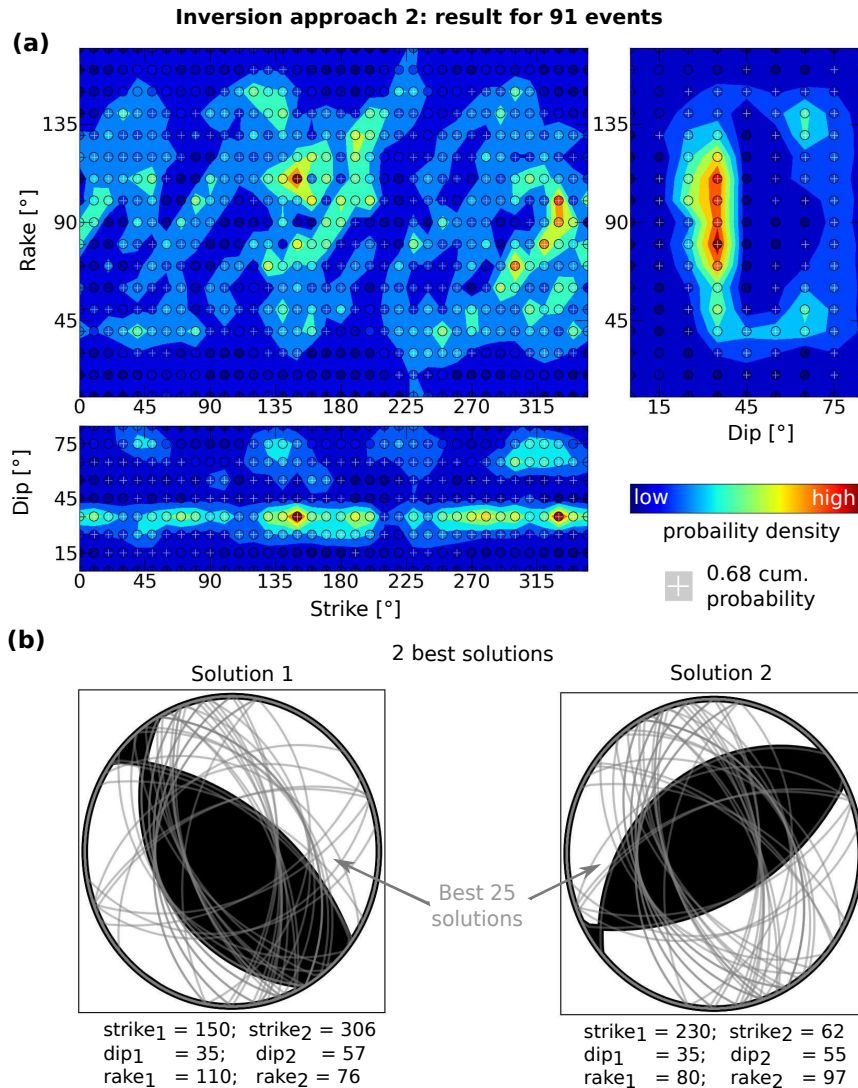 Inversion approach 2: result for 91 events
(a)
Rake [°]
135
90
45
0 45 90 135 180 225 270 315
15 45 75
Dip [°]
Dip [°]
75
45
15
0 45 90 135 180 225 270 315
Strike [°]
low high
probaility density
0.68 cum.
probability
(b)
2 best solutions
Solution 1
Solution 2
Best 25
solutions
strike1 = 150; strike2 = 306
dip1 = 35; dip2 = 57
rake1 = 110; rake2 = 76
strike1 = 230; strike2 = 62
dip1 = 35; dip2 = 55
rake1 = 80; rake2 = 97